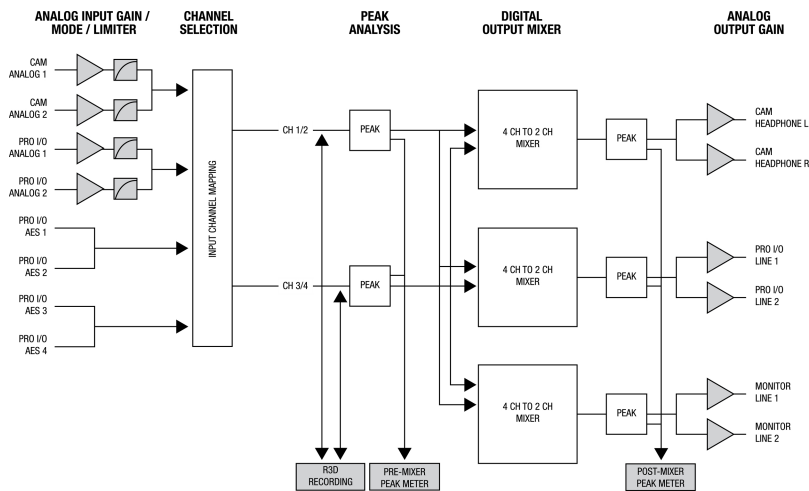 ANALOG INPUT GAIN /
MODE / LIMITER
CHANNEL
SELECTION
PEAK
ANALYSIS
DIGITAL
OUTPUT MIXER
ANALOG
OUTPUT GAIN
CAM
ANALOG 1
CAM
ANALOG 2
PRO I/O
ANALOG 1
PRO I/O
ANALOG 2
PRO I/O
AES 1
PRO I/O
AES 2
PRO I/O
AES 3
PRO I/O
AES 4
INPUT CHANNEL MAPPING
CH 1/2
CH 3/4
PEAK
PEAK
4 CH TO 2 CH
MIXER
4 CH TO 2 CH
MIXER
4 CH TO 2 CH
MIXER
PEAK
PEAK
PEAK
CAM
HEADPHONE L
CAM
HEADPHONE R
PRO I/O
LINE 1
PRO I/O
LINE 2
MONITOR
LINE 1
MONITOR
LINE 2
R3D
RECORDING
PRE-MIXER
PEAK METER
POST-MIXER
PEAK METER